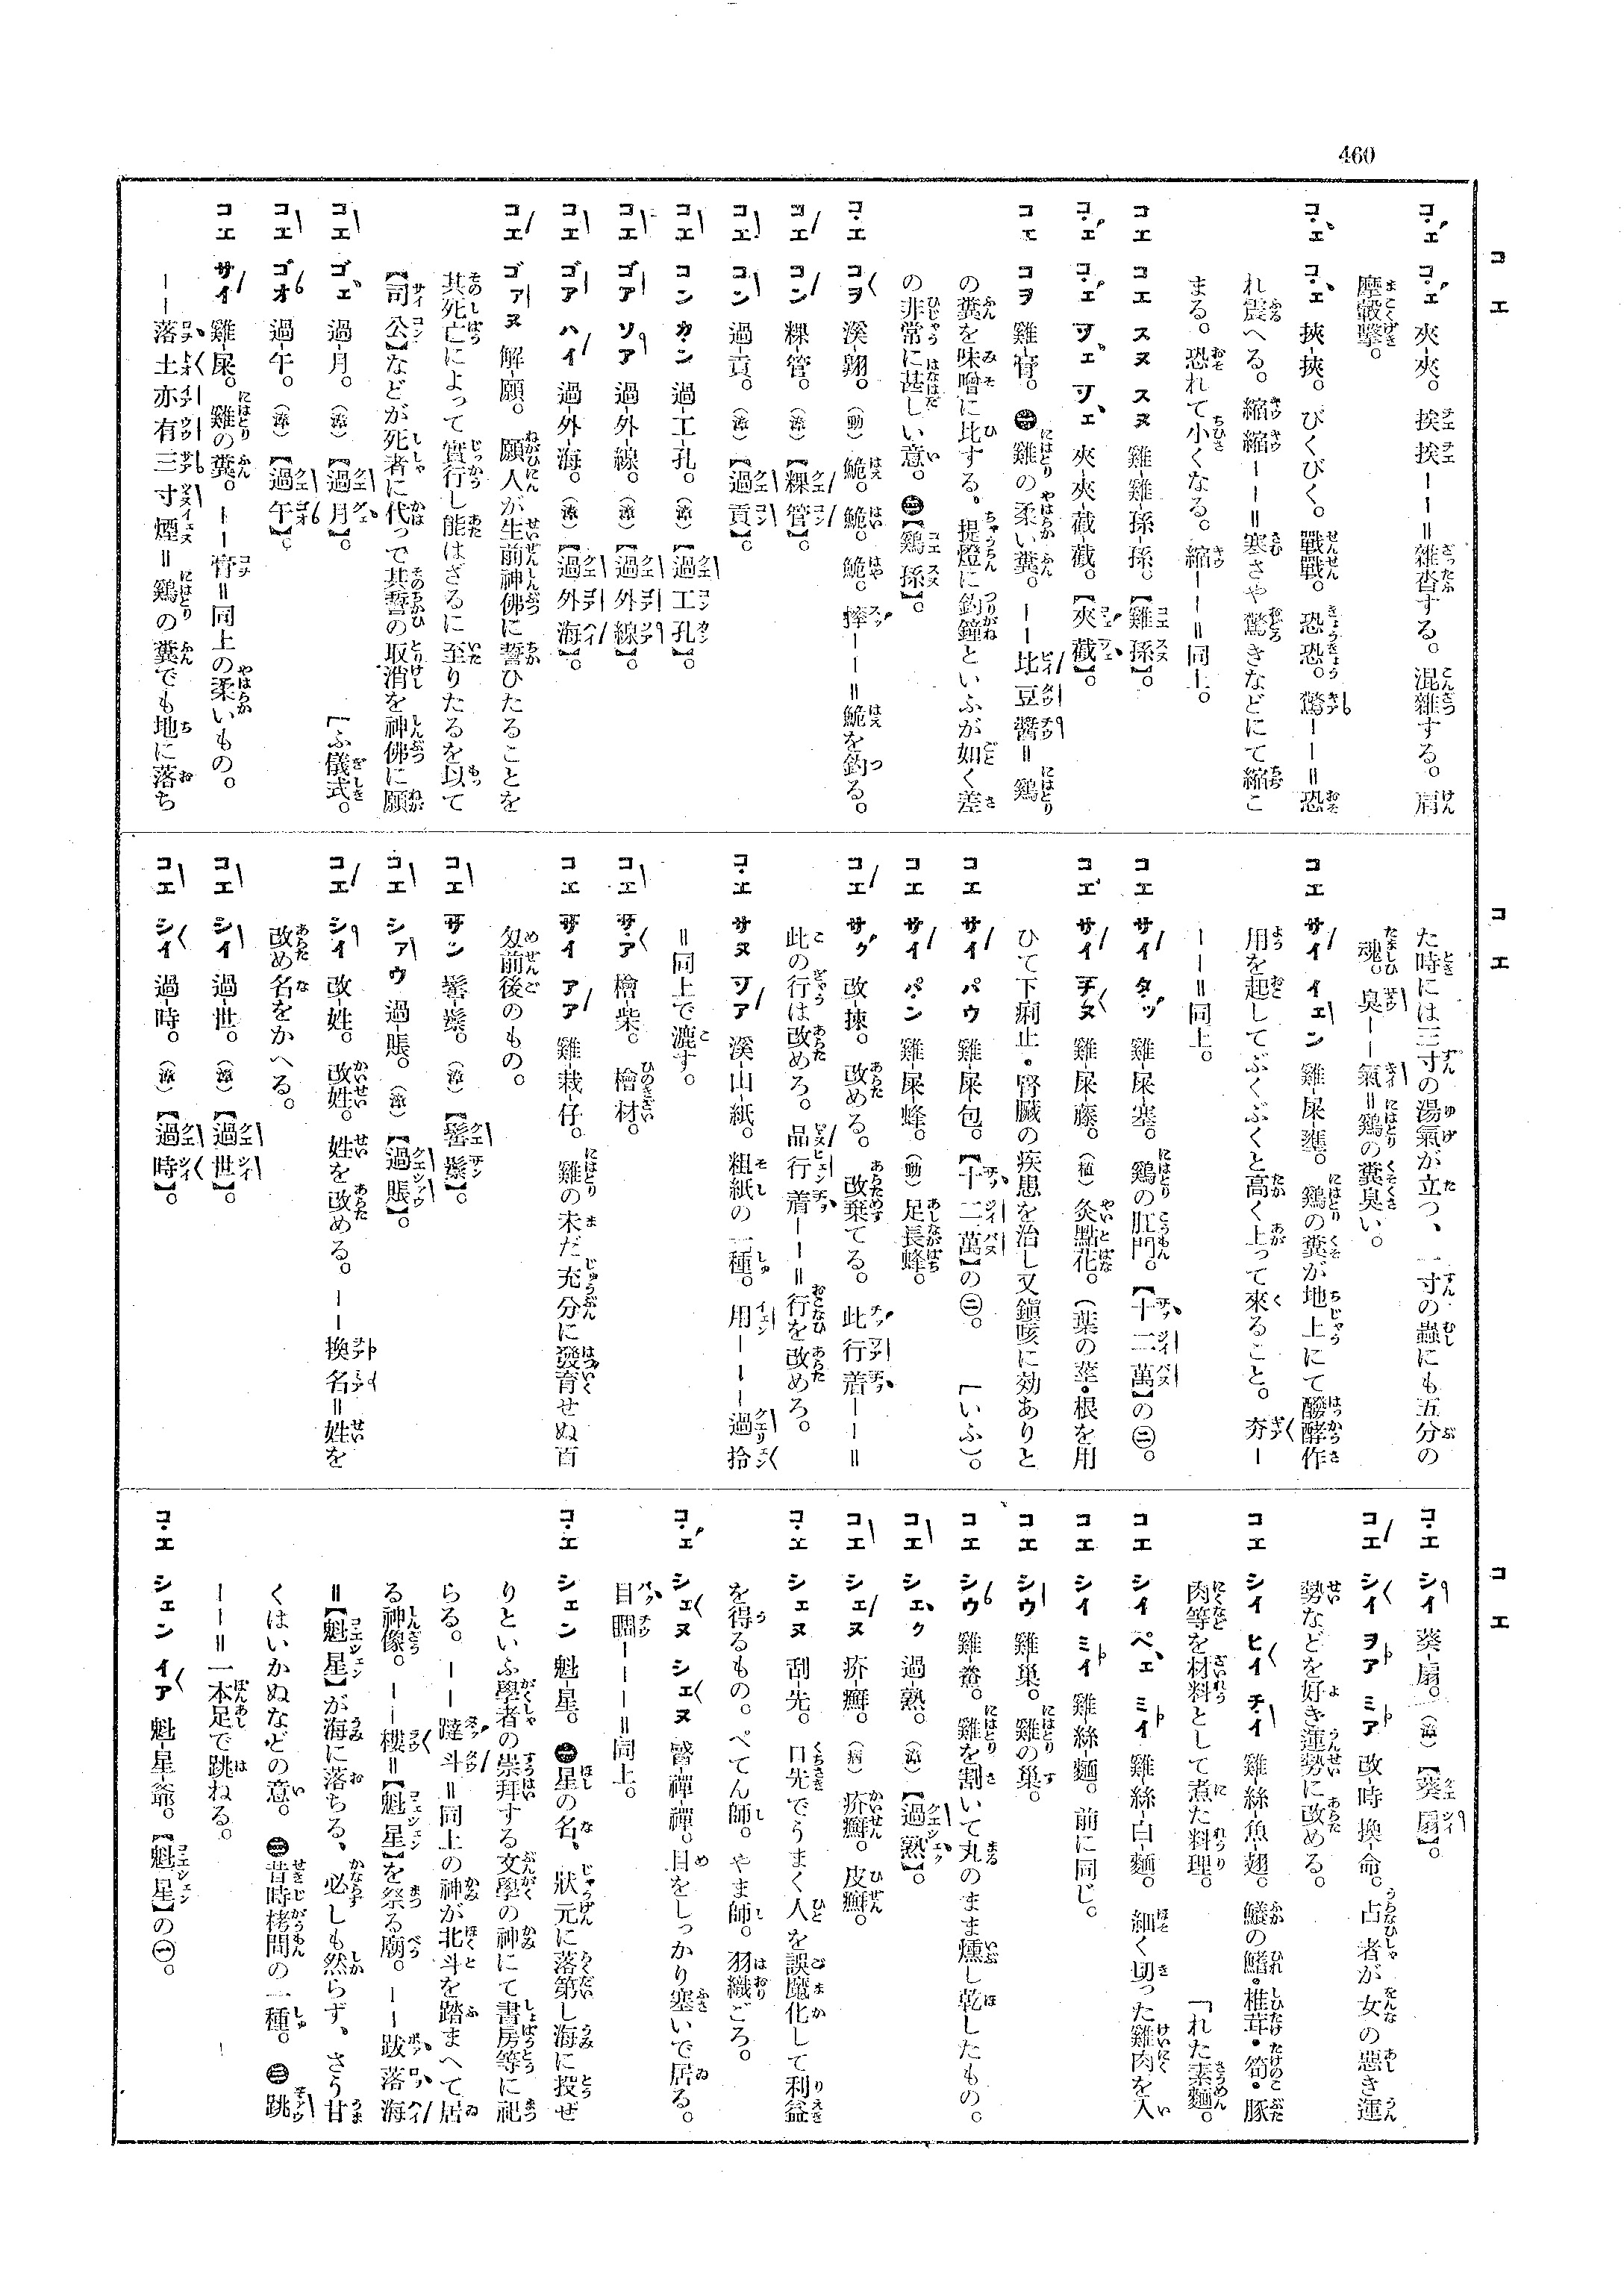 460
コエ
コエ コエ 夾-夾。 挨挨ーー＝雜沓する。混雜する。肩
摩轂擊。
コエ コエ 挾-挾。びくびく。戰戰。恐恐。驚ーー＝恐
れ震へる。縮縮ーー＝寒さや驚きなどにて縮こ
まる。恐れて小くなる。縮ーー＝同上。
コエ コエ スヌ スヌ 雞-雞-孫-孫。【雞孫】。
コエ コエ ヲェ ヲェ 夾-夾-截-截。【夾截】。
コエ コヲ 雞-膏。㊀雞の柔い糞。ーー比豆醬＝鷄
の糞を味噌に比する。提燈に釣鐘といふが如く差
の非常に甚しい意。㊁【鷄孫】。
コエ コヲ 溪-翔。（動）鮠。鮠。鮠。捽ーー＝鮠を釣る。
コエ コン 粿-管。（漳）【粿管】。
コエ コン 過-貢。（漳）【過貢】。
コエ コン カン 過-工-孔。（漳）【過工孔】。
コエ ゴア ソア 過-外-線。（漳）【過外線】。
コエ ゴア ハイ 過-外-海。（漳）【過外海】。
コエ ゴアヌ 解-願。願人が生前神佛に誓ひたることを
其死亡によって實行し能はざるに至りたるを以て
【司公】などが死者に代って其誓の取消を神佛に願
コエ ゴエ 過-月。（漳）【過月】。 「ふ儀式。
コエ ゴオ 過-午。（漳）【過午】。
コエ サイ 雞-屎。雞の糞。ーー膏＝同上の柔いもの。
ーー落土亦有三寸煙＝鷄の糞でも地に落ち
コエ
た時には三寸の湯氣が立つ、一寸の蟲にも五分の
魂。臭ーー氣＝鷄の糞臭い。
コエ サイ イェン 雞-屎-壅。鷄の糞が地上にて醱酵作
用を起してぶくぶくと高く上って來ること。夯ー
ーー＝同上。
コエ サイ タッ 雞-屎-塞。鷄の肛門。【十二萬】の㊁。
コエ サイ チヌ 雞-屎-藤。（植）灸點花。（葉の莖・根を用
ひて下痢止・腎臟の疾患を治し又鎭咳に効ありと
コエ サイ パウ 雞-屎-包。【十二萬】の㊁。 「いふ）。
コエ サイ パン 雞-屎-蜂。（動）足長蜂。
コエ サク 改-捒。改める。改棄てる。此行着ーー＝
此の行は改めろ。品行着ーー＝行を改めろ。
コエ サヌ ヲア 溪-山-紙。粗紙の一種。用ーーー過拎
＝同上で漉す。
コエ サア 檜-柴。檜材。
コエ サイ アア 雞-栽-仔。雞の未だ充分に發育せぬ百
匁前後のもの。
コエ サン 髻-鬃。（漳）【髻鬃】。
コエ シァウ 過-賬。（漳）【過賬】。
コエ シイ 改-姓。改姓。姓を改める。ーー換名＝姓を
改め名をかへる。
コエ シイ 過-世。（漳）【過世】。
コエ シイ 過-時。（漳）【過時】。
コエ
コエ シイ 葵-扇。（漳）【葵扇】。
コエ シイ ヲア ミア 改-時換-命。占者が女の惡き運
勢などを好き運勢に改める。
コエ シイ ヒイ チイ 雞-絲-魚-翅。鱶の鰭・椎茸・筍・豚
肉等を材料として煮た料理。 「れた素麵。
コエ シイ ペエ ミイ 雞-絲-白-麵。細く切った雞肉を入
コエ シイ ミイ 雞-絲-麵。前に同じ。
コエ シウ 雞-巢。雞の巢。
コエ シウ 雞-鯗。雞を割いて丸のまま燻し乾したもの。
コエ シェク 過-熟。（漳）【過熟】。
コエ シェヌ 疥-癬。（病）疥癬。皮癬。
コエ シェヌ 刮-先。口先でうまく人を誤魔化して利益
を得るもの。ぺてん師。やま師。羽織ごろ。
コエ シェヌ シェヌ 瞖-禪-禪。目をしっかり塞いで居る。
目睭ーーー＝同上。
コエ シェン 魁-星。㊀星の名、狀元に落第し海に投ぜ
りといふ學者の崇拜する文學の神にて書房等に祀
らる。ーー躂斗＝同上の神が北斗を踏まへて居
る神像。ーー樓＝【魁星】を祭る廟。ーー跋落海
＝【魁星】が海に落ちる、必しも然らず、さう甘
くはいかぬなどの意。㊁昔時拷問の一種。㊂跳
ーー＝一本足で跳ねる。
コエ シェン イア 魁-星-爺。【魁星】の㊀。